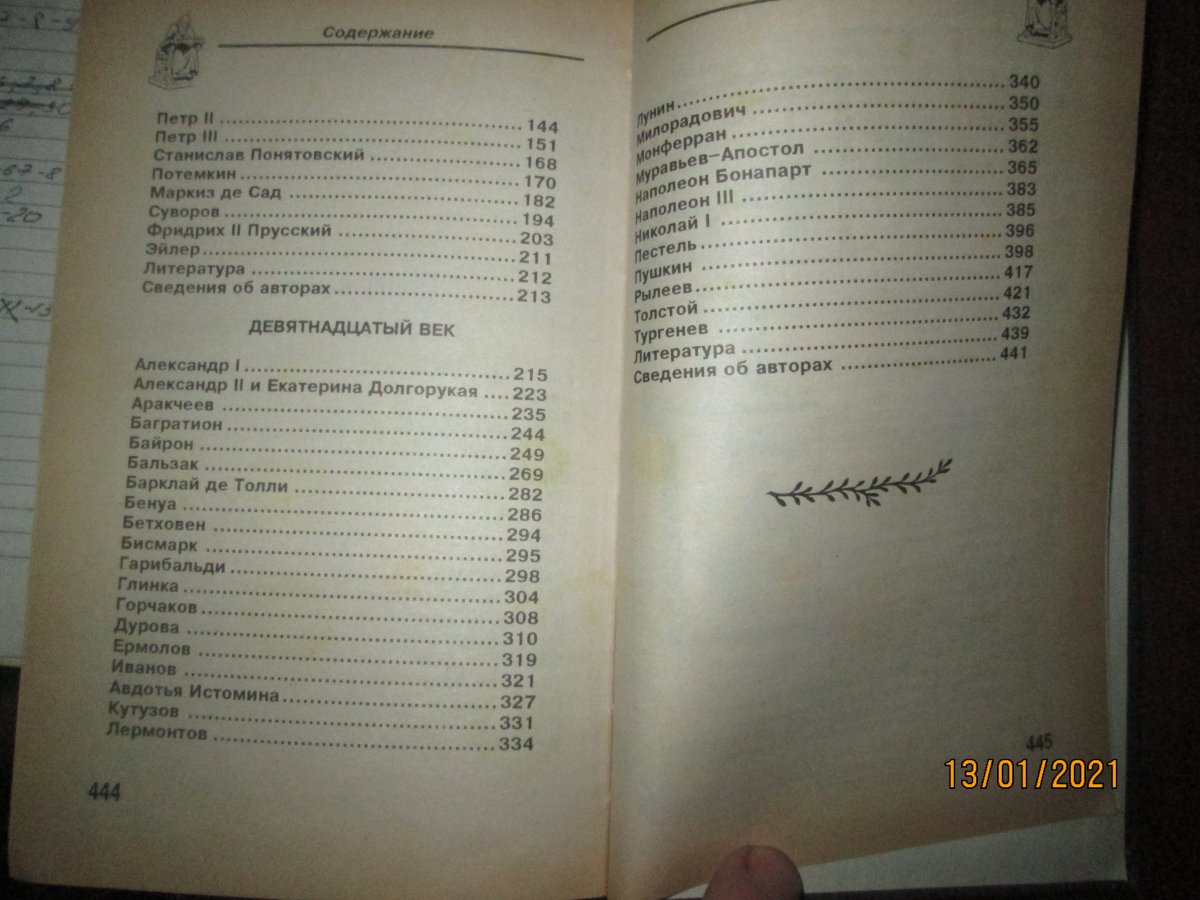 Содержание
Петр II 144
Петр III 151
Станислав Понятовский 168
Потемкин 170
Маркиз де Сад 182
Суворов 194
Фридрих II Прусский 203
Эйлер 211
Литература 212
Сведения об авторах 213
ДЕВЯТНАДЦАТЫЙ ВЕК
Александр I 215
Александр II и Екатерина Долгорукая 223
Аракчеев 235
Багратион 244
Байрон 249
Бальзак 269
Барклай де Толли 282
Бенуа 286
Бетховен 294
Бисмарк 295
Гарибальди 298
Глинка 304
Горчаков 308
Дурова 310
Ермолов 319
Иванов 321
Авдотья Истомина 327
Кутузов 331
Лермонтов 334
444
Лунин 340
Милорадович 350
Монферран 355
Муравьев-Апостол 362
Наполеон Бонапарт 365
Наполеон III 383
Николай I 385
Пестель 396
Пушкин 398
Рылеев 417
Толстой 421
Тургенев 432
Литература 439
Сведения об авторах 441
445
13/01/2021